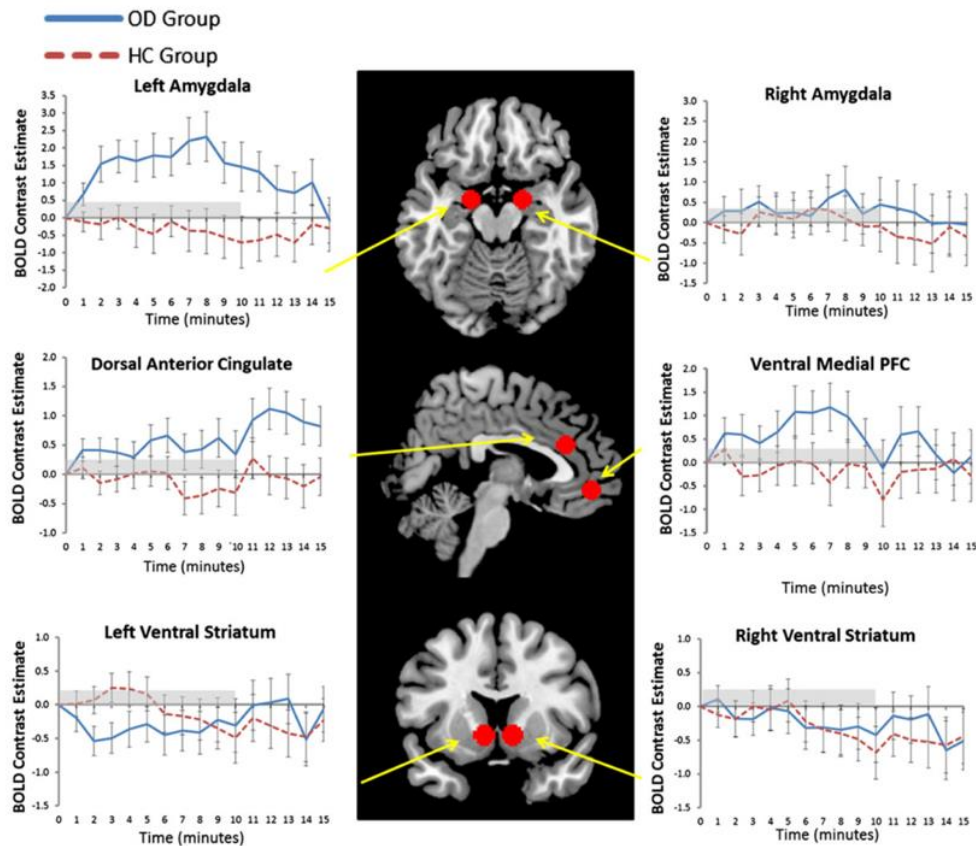 OD Group
HC Group
Left Amygdala
BOLD Contrast Estimate
3.5
3.0
2.5
2.0
1.5
1.0
0.5
0.0
-0.5
-1.0
-1.5
-2.0
0 1 2 3 4 5 6 7 8 9 10 11 12 13 14 15
Time (minutes)
Right Amygdala
BOLD Contrast Estimate
3.0
2.5
2.0
1.5
1.0
0.5
0.0
-0.5
-1.0
-1.5
0 1 2 3 4 5 6 7 8 9 10 11 12 13 14 15
Time (minutes)
Dorsal Anterior Cingulate
BOLD Contrast Estimate
2.0
1.5
1.0
0.5
0.0
-0.5
-1.0
0 1 2 3 4 5 6 7 8 9 10 11 12 13 14 15
Time (minutes)
Ventral Medial PFC
BOLD Contrast Estimate
2.0
1.5
1.0
0.5
0.0
-0.5
-1.0
-1.5
0 1 2 3 4 5 6 7 8 9 10 11 12 13 14 15
Time (minutes)
Left Ventral Striatum
BOLD Contrast Estimate
1.0
0.5
0.0
-0.5
-1.0
-1.5
0 1 2 3 4 5 6 7 8 9 10 11 12 13 14 15
Time (minutes)
Right Ventral Striatum
BOLD Contrast Estimate
1.0
0.5
0.0
-0.5
-1.0
-1.5
0 1 2 3 4 5 6 7 8 9 10 11 12 13 14 15
Time (minutes)